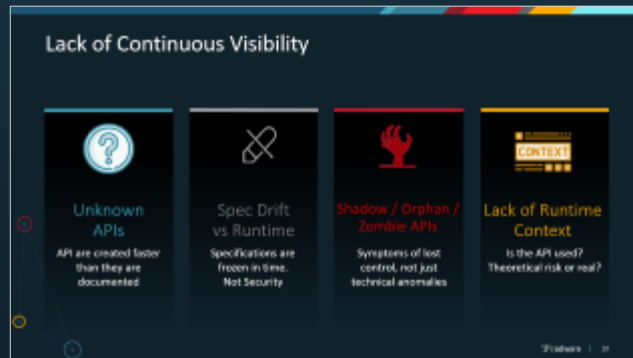 Lack of Continuous Visibility
?
Unknown
APIs
API are created faster
than they are
documented
Spec Drift
vs Runtime
Specifications are
frozen in time.
Not Security
Shadow / Orphan /
Zombie APIs
Symptoms of lost
control, not just
technical anomalies
CONTEXT
Lack of Runtime
Context
Is the API used?
Theoretical risk or real?
radware